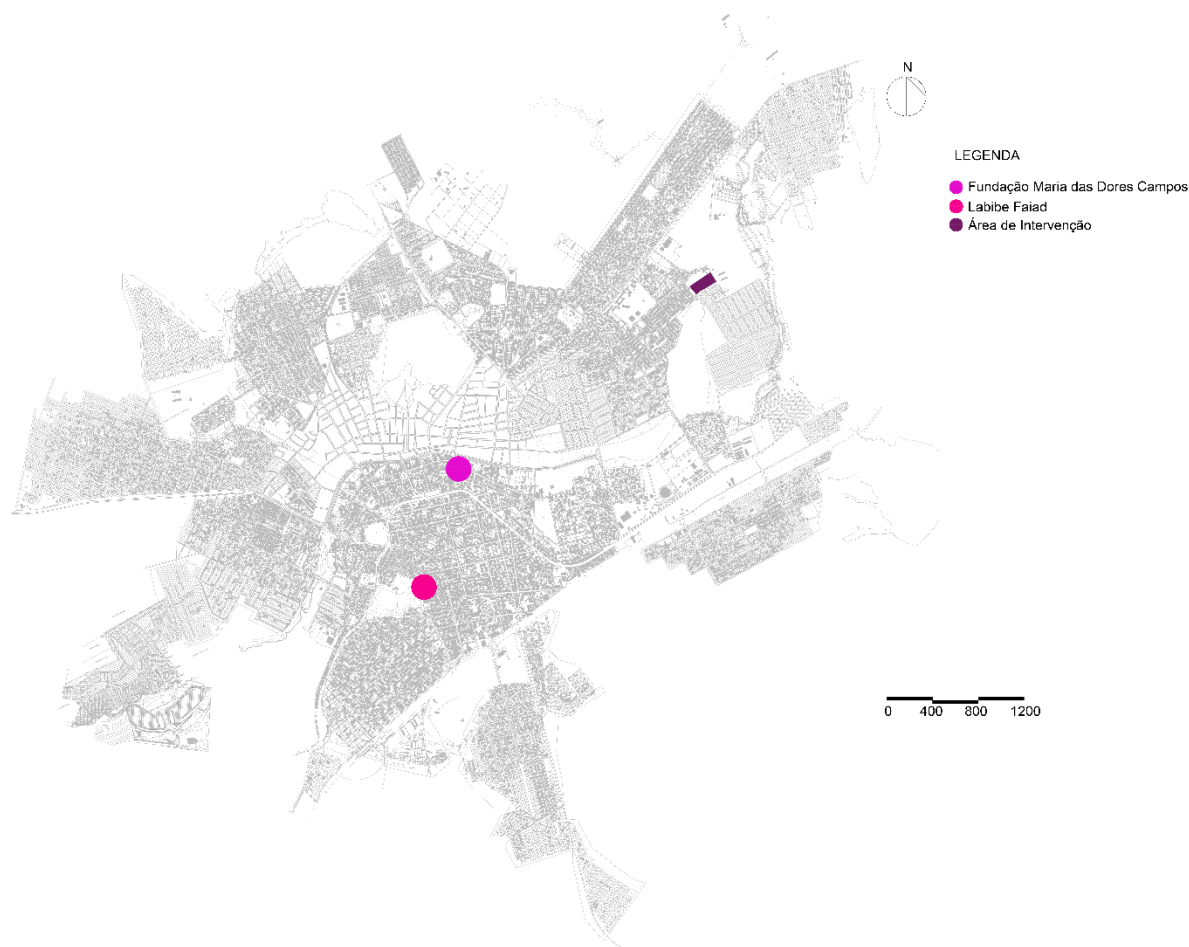 N
LEGENDA
Fundação Maria das Dores Campos
Labibe Faiad
Área de Intervenção
0 400 800 1200